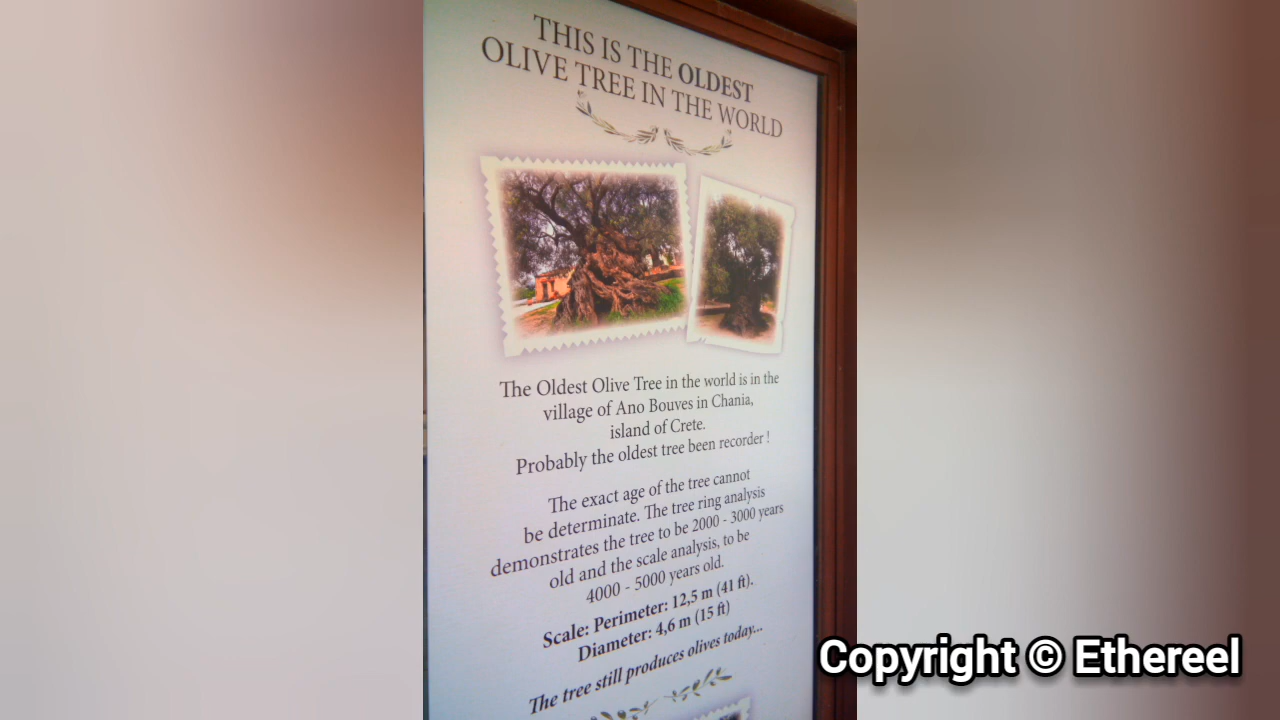 THIS IS THE OLDEST
OLIVE TREE IN THE WORLD
The Oldest Olive Tree in the world is in the
village of Ano Bouves in Chania,
island of Crete.
Probably the oldest tree been recorder !
The exact age of the tree cannot
be determinate. The tree ring analysis
demonstrates the tree to be 2000 - 3000 years
old and the scale analysis, to be
4000 - 5000 years old.
Scale: Perimeter: 12,5 m (41 ft).
Diameter: 4,6 m (15 ft)
The tree still produces olives today...
Copyright © Ethereel